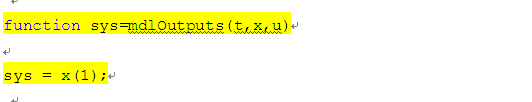 function sys=mdlOutputs(t,x,u)
sys = x(1);